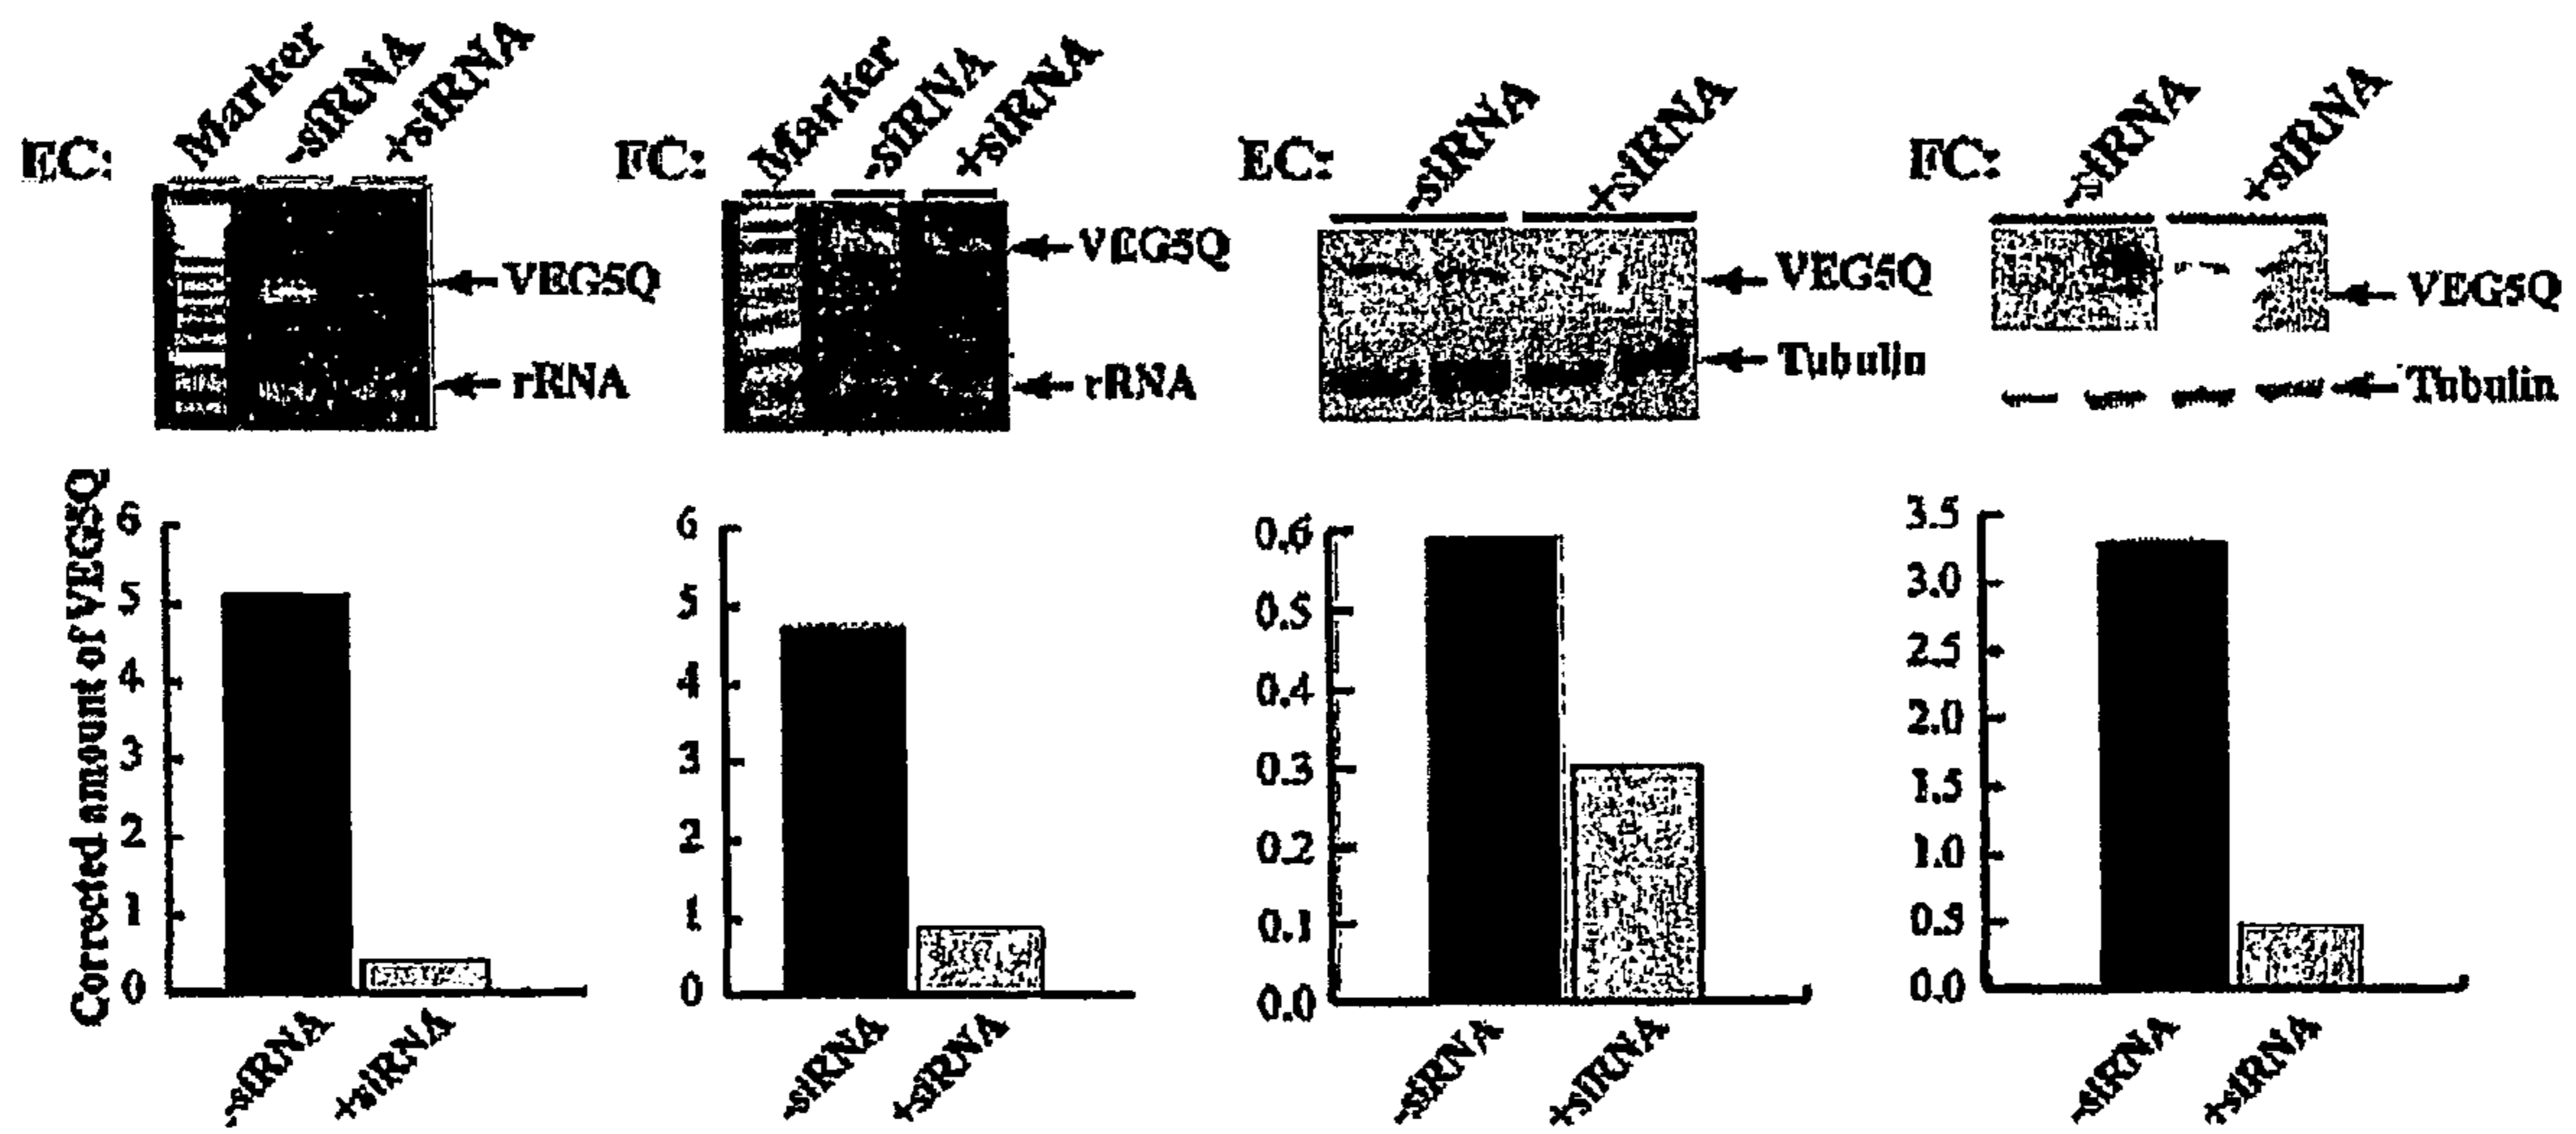 EC:
Marker
-siRNA
+siRNA
VEG5Q
rRNA
FC:
Marker
-siRNA
+siRNA
VEG5Q
rRNA
EC:
-siRNA
+siRNA
VEG5Q
Tubulin
FC:
-siRNA
+siRNA
VEG5Q
Tubulin
Corrected amount of VEG5Q
6
5
4
3
2
1
0
-siRNA
+siRNA
6
5
4
3
2
1
0
-siRNA
+siRNA
0.6
0.5
0.4
0.3
0.2
0.1
0.0
-siRNA
+siRNA
3.5
3.0
2.5
2.0
1.5
1.0
0.5
0.0
-siRNA
+siRNA